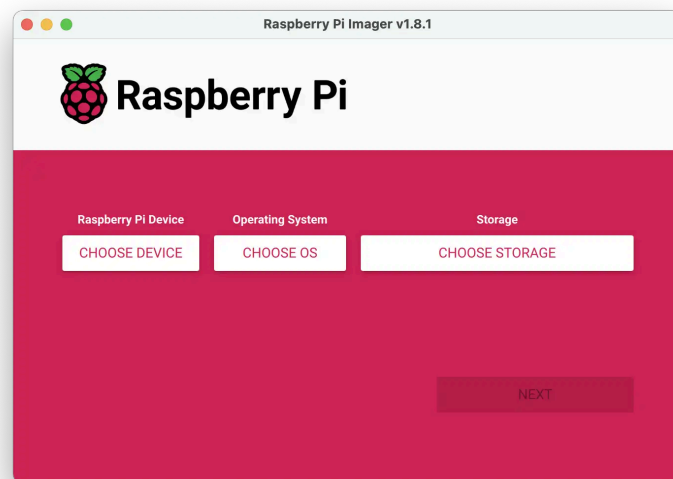 Raspberry Pi Imager v1.8.1
Raspberry Pi
Raspberry Pi Device Operating System Storage
CHOOSE DEVICE CHOOSE OS CHOOSE STORAGE
NEXT